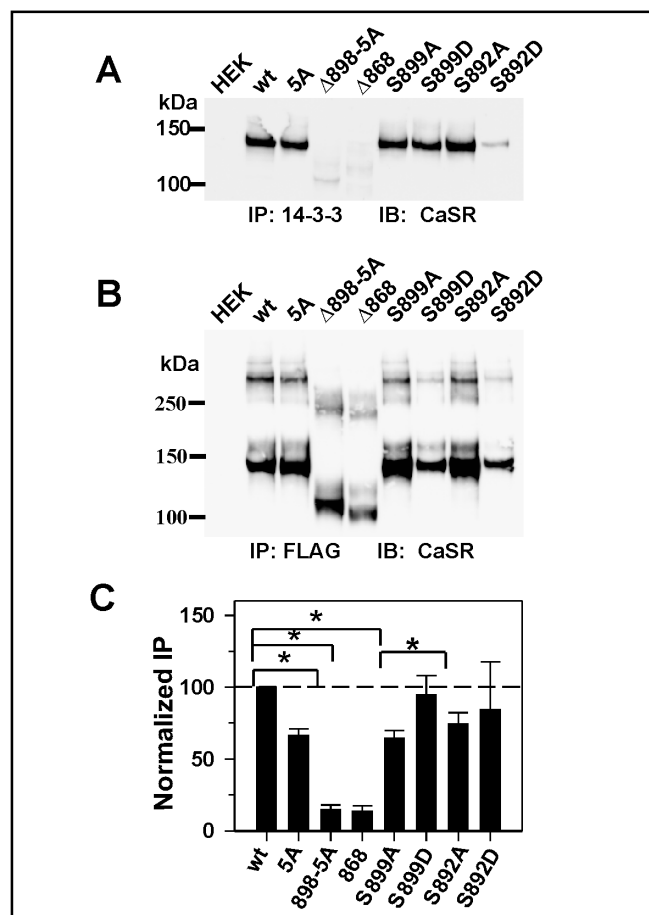 A
HEK wt 5A Δ898-5A Δ868 S899A S899D S892A S892D
kDa
150
100
IP: 14-3-3 IB: CaSR
B
HEK wt 5A Δ898-5A Δ868 S899A S899D S892A S892D
kDa
250
150
100
IP: FLAG IB: CaSR
C
Normalized IP
150
100
50
0
* * * *
wt 5A 898-5A 868 S899A S899D S892A S892D